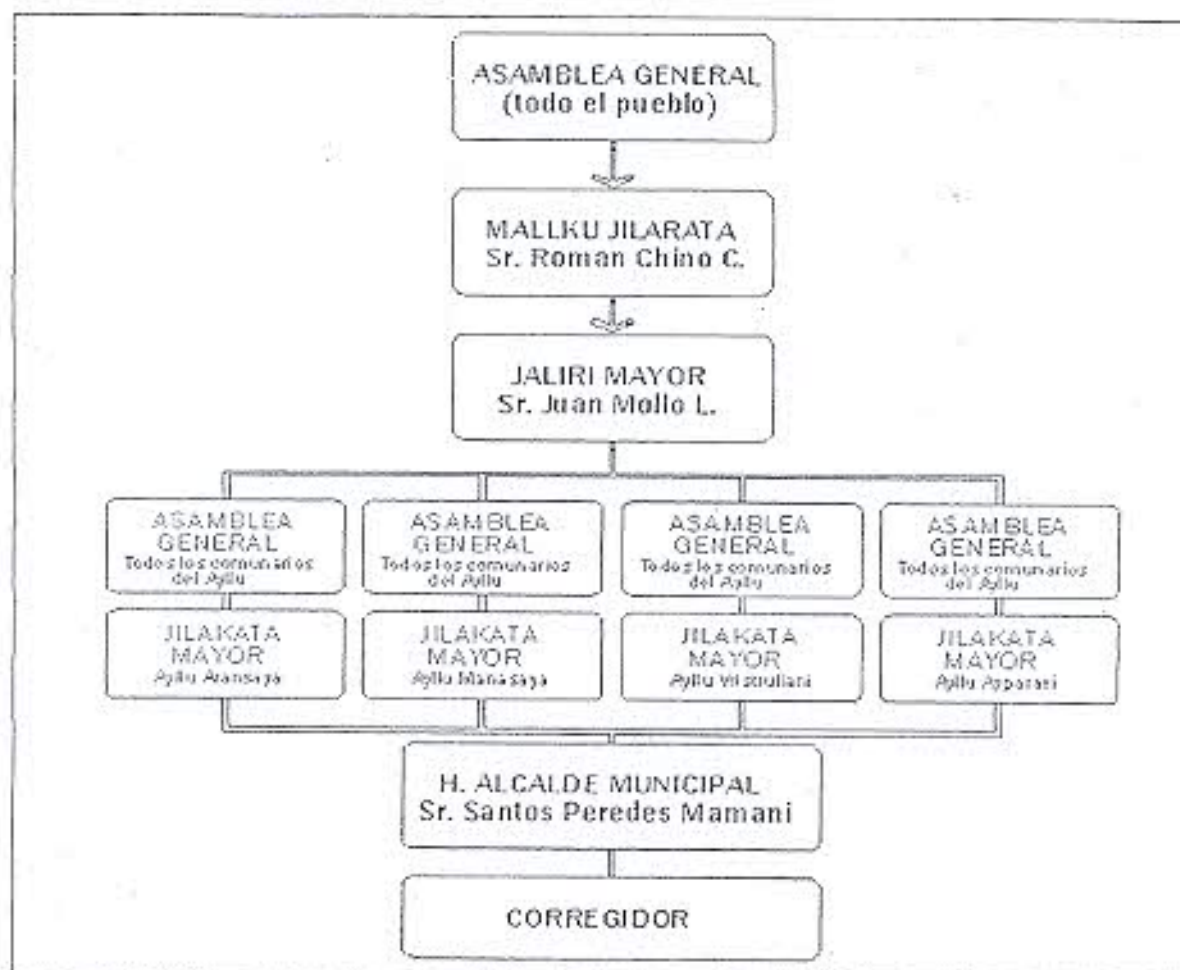 ASAMBLEA GENERAL
(todo el pueblo)
MALLKU JILARATA
Sr. Roman Chino C.
JALIRI MAYOR
Sr. Juan Mollo L.
ASAMBLEA
GENERAL
Todos los comunarios
del Ayllu
ASAMBLEA
GENERAL
Todos los comunarios
del Ayllu
ASAMBLEA
GENERAL
Todos los comunarios
del Ayllu
ASAMBLEA
GENERAL
Todos los comunarios
del Ayllu
JILAKATA
MAYOR
Ayllu Aransaya
JILAKATA
MAYOR
Ayllu Manasaya
JILAKATA
MAYOR
Ayllu
JILAKATA
MAYOR
Ayllu
H. ALCALDE MUNICIPAL
Sr. Santos Peredes Mamani
CORREGIDOR